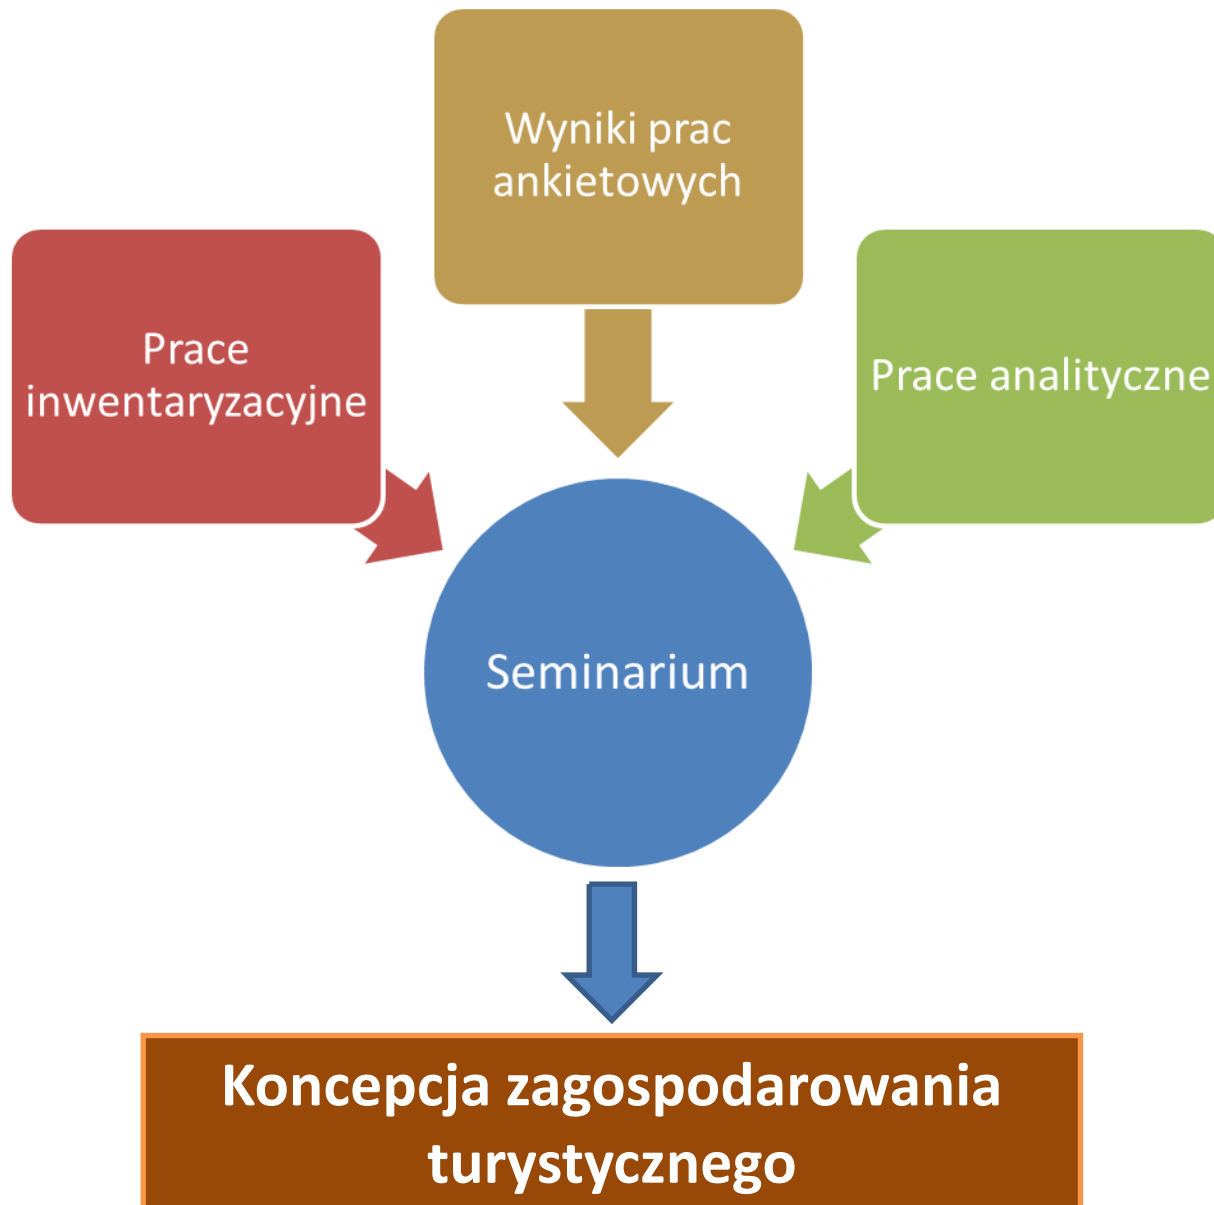 Wyniki prac
ankietowych
Prace
inwentaryzacyjne
Prace analityczne
Seminarium
Koncepcja zagospodarowania
turystycznego